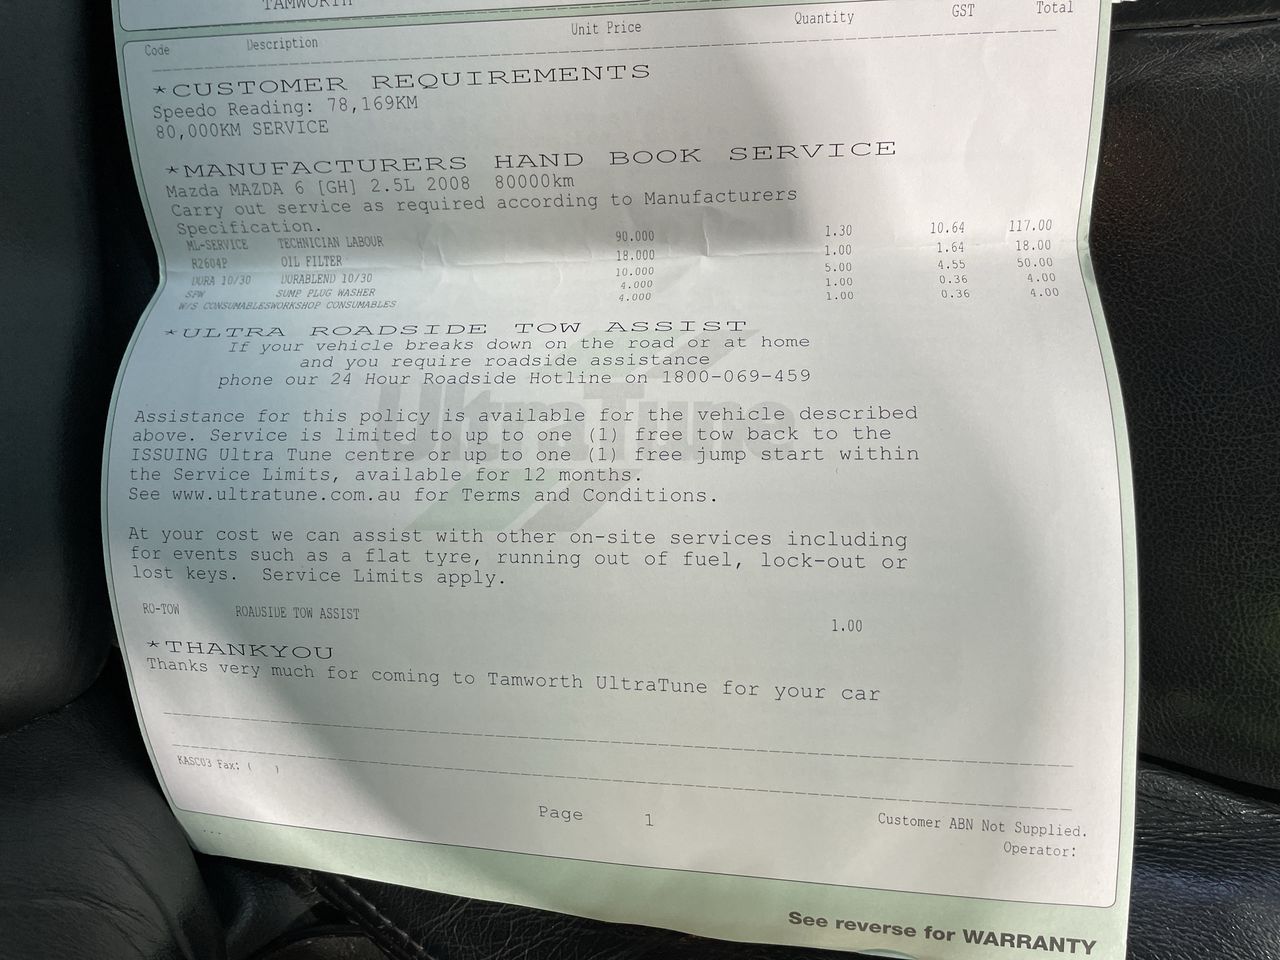 TAMWORTH
Code Description Unit Price Quantity GST Total
*CUSTOMER REQUIREMENTS
Speedo Reading: 78,169KM
80,000KM SERVICE
*MANUFACTURERS HAND BOOK SERVICE
Mazda MAZDA 6 [GH] 2.5L 2008 80000km
Carry out service as required according to Manufacturers
Specification.
ML-SERVICE TECHNICIAN LABOUR 90.000 1.30 10.64 117.00
R2604P OIL FILTER 18.000 1.00 1.64 18.00
DURA 10/30 DURABLEND 10/30 10.000 5.00 4.55 50.00
SPW SUMP PLUG WASHER 4.000 1.00 0.36 4.00
W/S CONSUMABLESWORKSHOP CONSUMABLES 4.000 1.00 0.36 4.00
*ULTRA ROADSIDE TOW ASSIST
If your vehicle breaks down on the road or at home
and you require roadside assistance
phone our 24 Hour Roadside Hotline on 1800-069-459
UltraTune
Assistance for this policy is available for the vehicle described
above. Service is limited to up to one (1) free tow back to the
ISSUING Ultra Tune centre or up to one (1) free jump start within
the Service Limits, available for 12 months.
See www.ultratune.com.au for Terms and Conditions.
At your cost we can assist with other on-site services including
for events such as a flat tyre, running out of fuel, lock-out or
lost keys. Service Limits apply.
RO-TOW ROADSIDE TOW ASSIST 1.00
*THANKYOU
Thanks very much for coming to Tamworth UltraTune for your car
KASC03 Fax: ( )
Page 1
Customer ABN Not Supplied.
Operator:
See reverse for WARRANTY